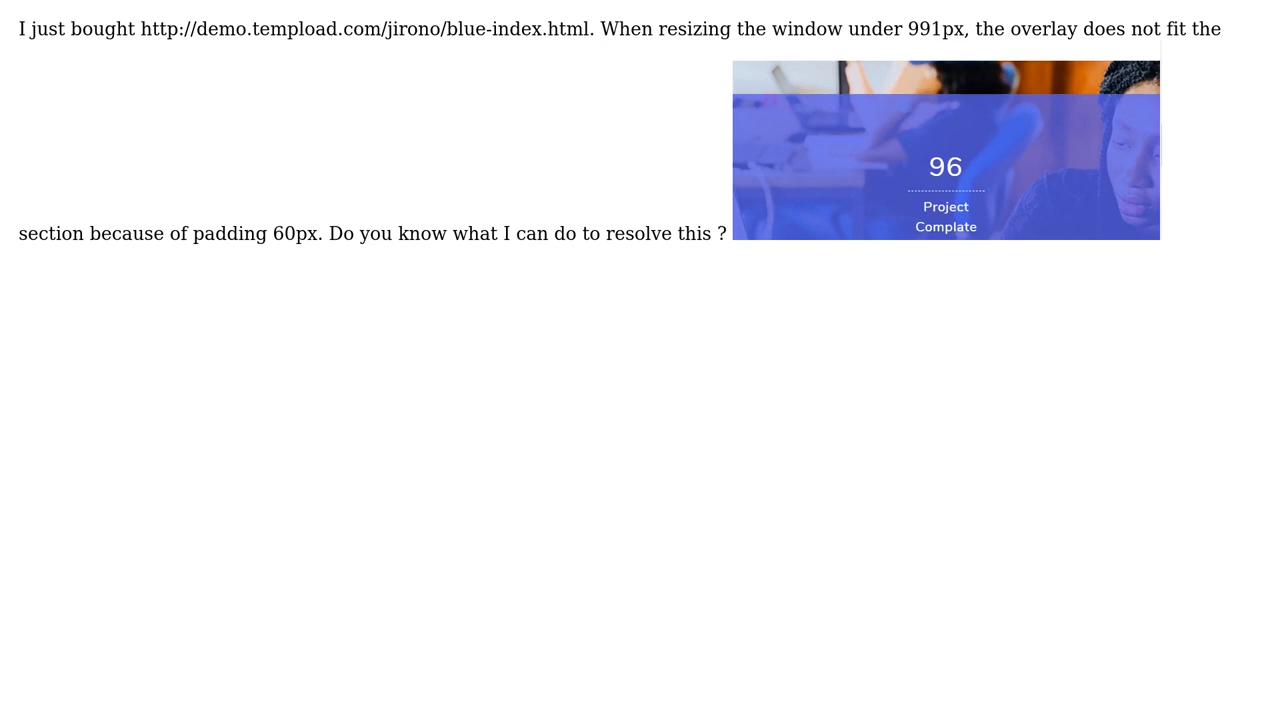 I just bought http://demo.tempload.com/jirono/blue-index.html. When resizing the window under 991px, the overlay does not fit the
96
Project
Complate
section because of padding 60px. Do you know what I can do to resolve this ?